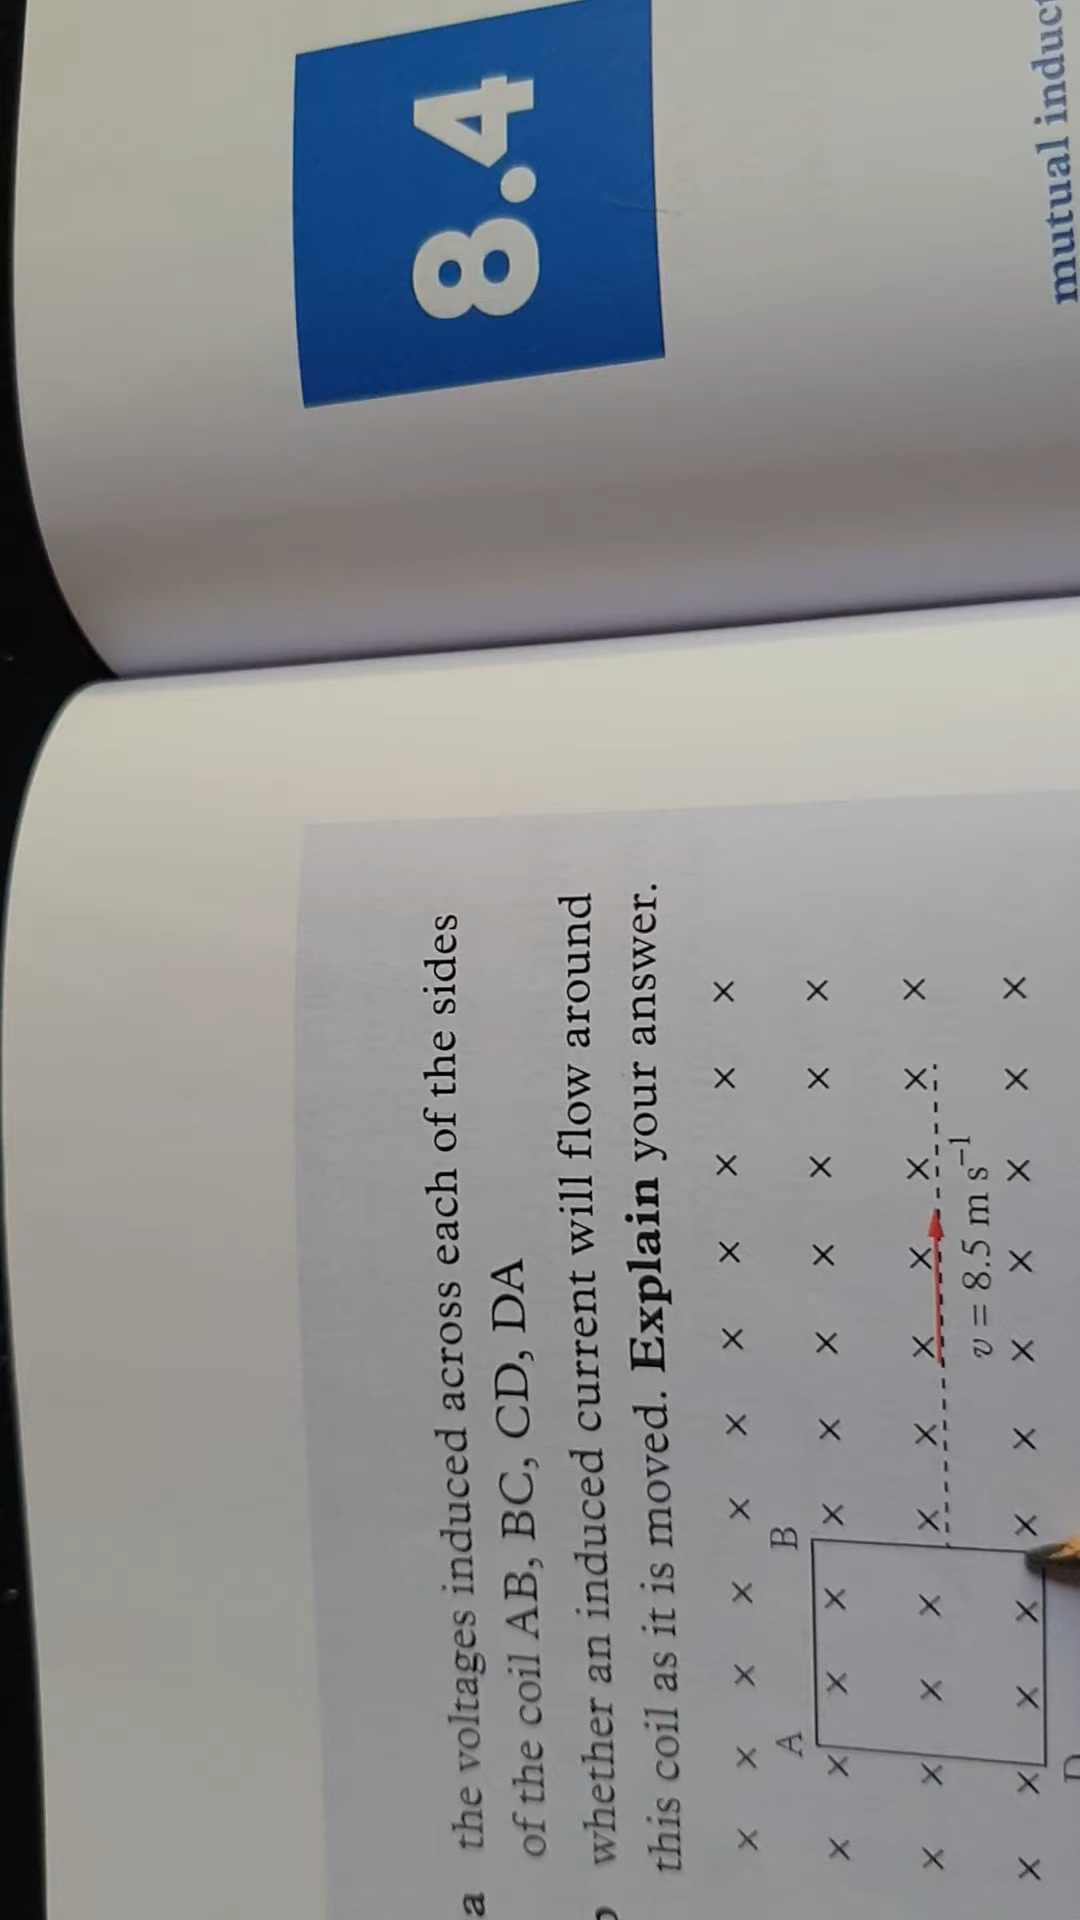 a the voltages induced across each of the sides
of the coil AB, BC, CD, DA
whether an induced current will flow around
this coil as it is moved. Explain your answer.
× × × × × × × × × × ×
A B
× × × × × × × × × × ×
× × × × × × × × × × ×
v = 8.5 m s⁻¹
× × × × × × × × × × ×
8.4
mutual